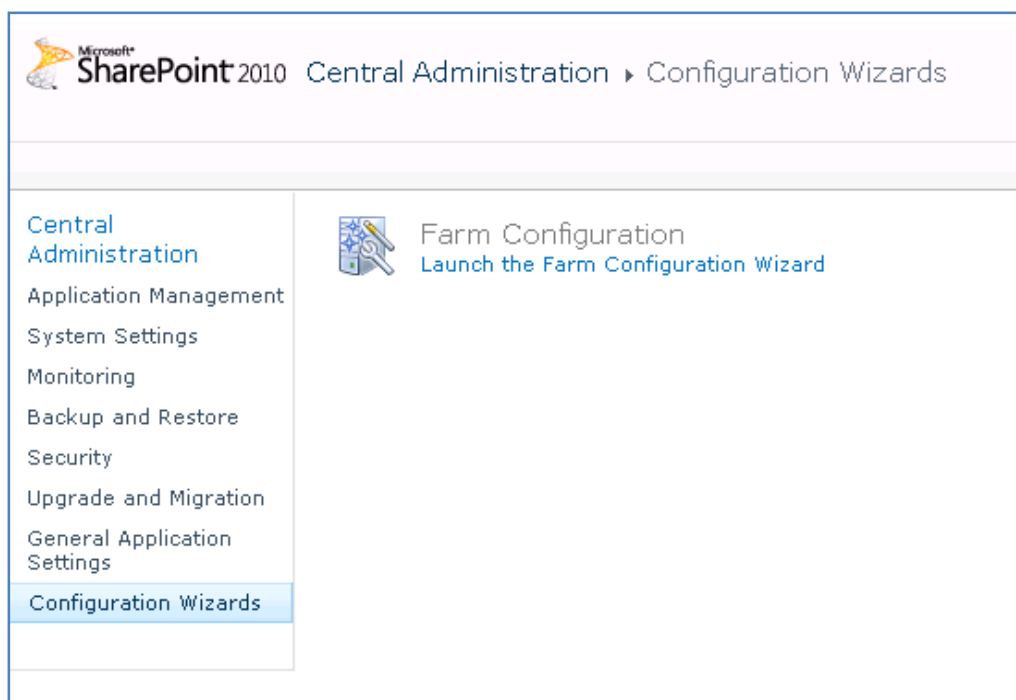 Microsoft®
SharePoint 2010 Central Administration ▸ Configuration Wizards
Central
Administration
Application Management
System Settings
Monitoring
Backup and Restore
Security
Upgrade and Migration
General Application
Settings
Configuration Wizards
Farm Configuration
Launch the Farm Configuration Wizard